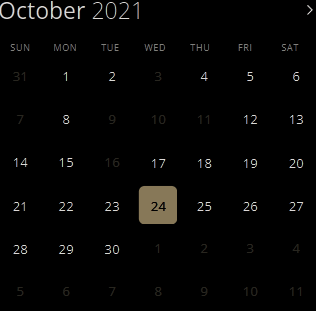 October 2021
SUN MON TUE WED THU FRI SAT
31 1 2 3 4 5 6
7 8 9 10 11 12 13
14 15 16 17 18 19 20
21 22 23 24 25 26 27
28 29 30 1 2 3 4
5 6 7 8 9 10 11